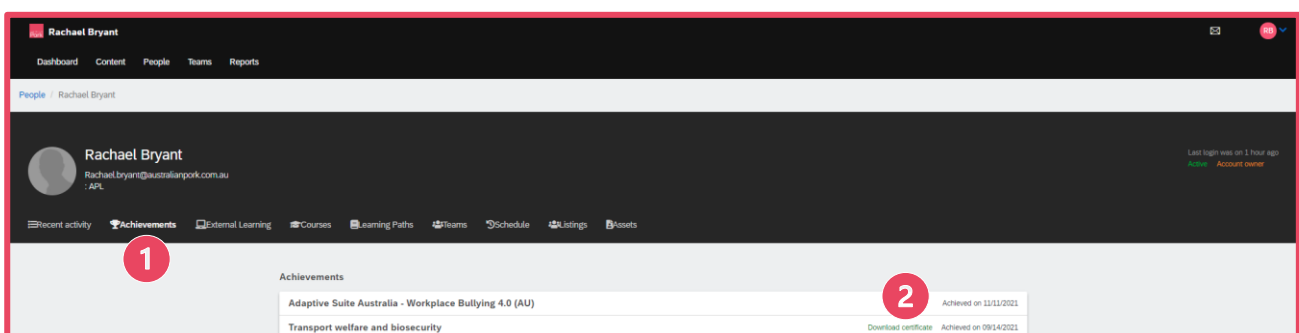 Pork Rachael Bryant RB
Dashboard Content People Teams Reports
People / Rachael Bryant
Rachael Bryant
Last login was on 1 hour ago
Rachael.bryant@australianpork.com.au
Active Account owner
: APL
Recent activity Achievements External Learning Courses Learning Paths Teams Schedule Listings Assets
1
Achievements
2
Adaptive Suite Australia - Workplace Bullying 4.0 (AU) Achieved on 11/11/2021
Transport welfare and biosecurity Download certificate Achieved on 09/14/2021